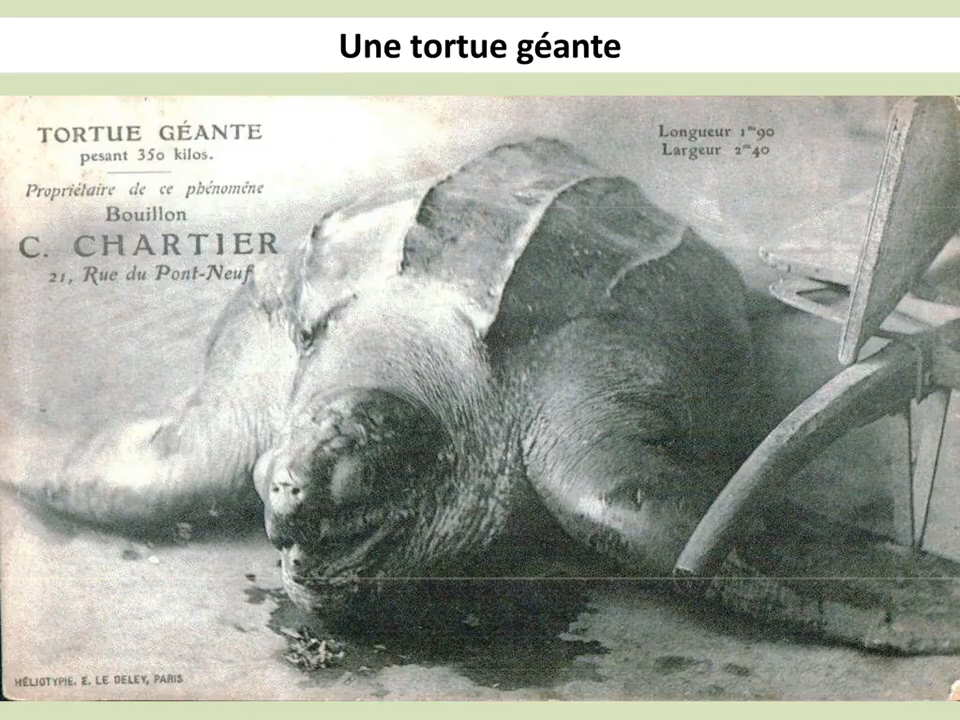 Une tortue géante
TORTUE GÉANTE
pesant 350 kilos.
Propriétaire de ce phénomène
Bouillon
C. CHARTIER
21, Rue du Pont-Neuf
Longueur 1ᵐ90
Largeur 2ᵐ40
HÉLIOTYPIE. E. LE DELEY, PARIS